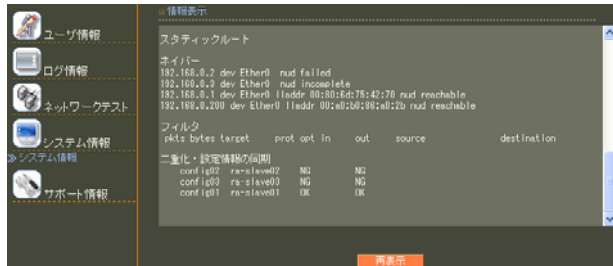 ユーザ情報
ログ情報
ネットワークテスト
システム情報
»システム情報
サポート情報
情報表示
スタティックルート
ネイバー
192.168.0.2 dev Ether0 nud failed
192.168.0.3 dev Ether0 nud incomplete
192.168.0.1 dev Ether0 lladdr 00:80:6d:75:42:70 nud reachable
192.168.0.200 dev Ether0 lladdr 00:a0:b0:86:a0:2b nud reachable
フィルタ
pkts bytes target prot opt in out source destination
二重化・設定情報の同期
config02 ra-slave02 NG NG
config03 ra-slave03 NG NG
config01 ra-slave01 OK OK
再表示